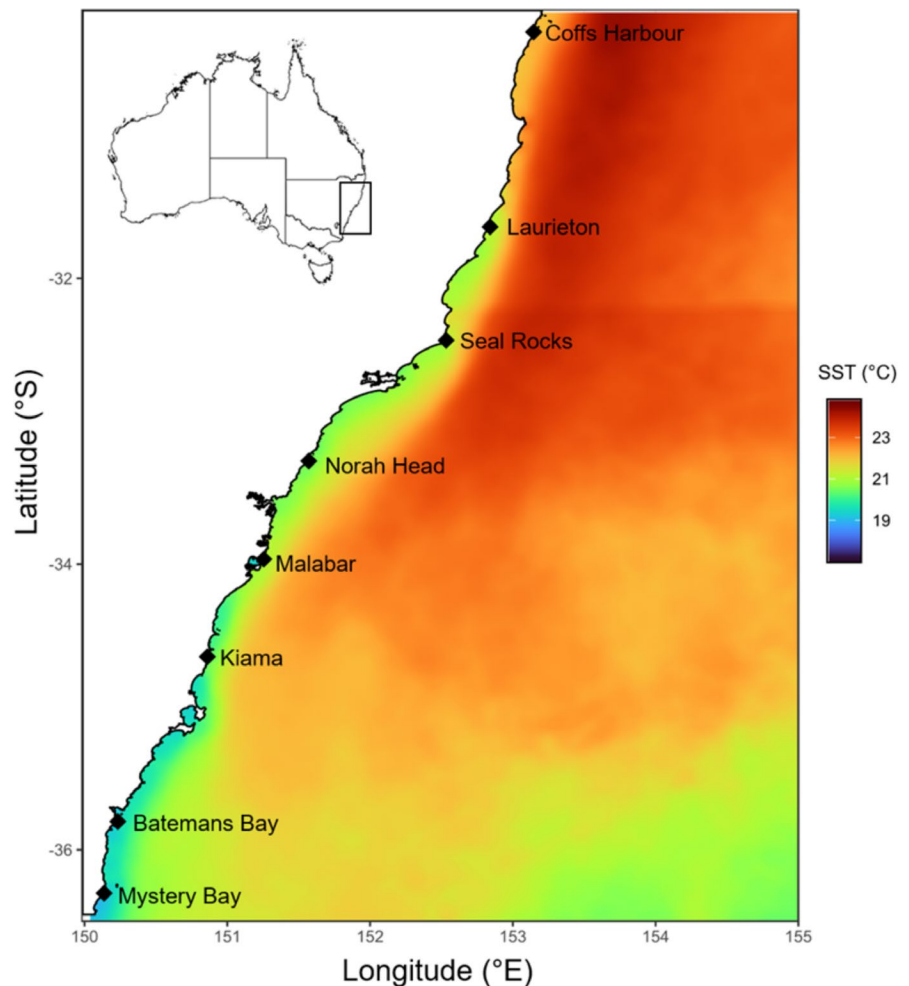 Coffs Harbour
Laurieton
-32
Seal Rocks
SST (°C)
23
21
19
Latitude (°S)
Norah Head
-34
Malabar
Kiama
Batemans Bay
-36
Mystery Bay
150
151
152
153
154
155
Longitude (°E)